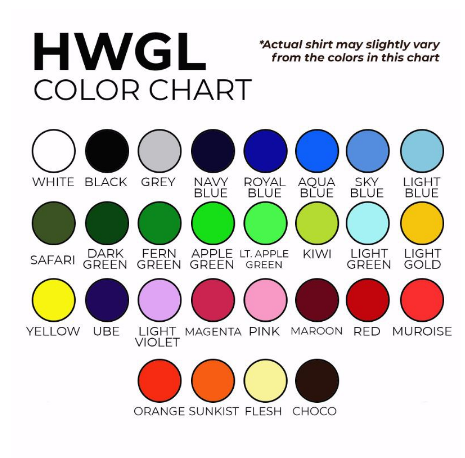 HWGL
COLOR CHART
*Actual shirt may slightly vary
from the colors in this chart
WHITE
BLACK
GREY
NAVY
BLUE
ROYAL
BLUE
AQUA
BLUE
SKY
BLUE
LIGHT
BLUE
SAFARI
DARK
GREEN
FERN
GREEN
APPLE
GREEN
LT. APPLE
GREEN
KIWI
LIGHT
GREEN
LIGHT
GOLD
YELLOW
UBE
LIGHT
VIOLET
MAGENTA
PINK
MAROON
RED
MUROISE
ORANGE
SUNKIST
FLESH
CHOCO